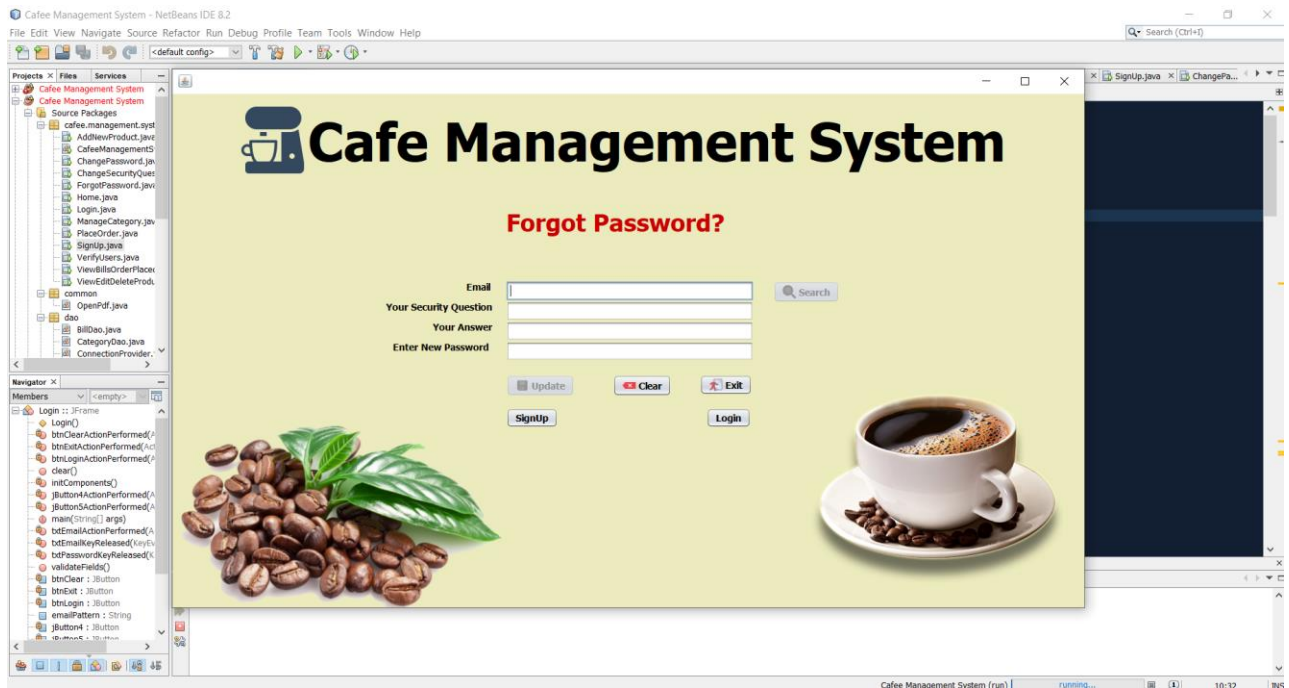 Cafee Management System - NetBeans IDE 8.2
File Edit View Navigate Source Refactor Run Debug Profile Team Tools Window Help
Search (Ctrl+I)
<default config>
Projects Files Services
SignUp.java ChangePa...
Cafee Management System
Cafee Management System
Source Packages
cafee.management.syst
AddNewProduct.java
CafeeManagementS
ChangePassword.jav
ChangeSecurityQues
ForgotPassword.java
Home.java
Login.java
ManageCategory.jav
PlaceOrder.java
SignUp.java
VerifyUsers.java
ViewBillsOrderPlaced
ViewEditDeleteProdu
common
OpenPdf.java
dao
BillDao.java
CategoryDao.java
ConnectionProvider.
Navigator
Members <empty>
Login :: JFrame
Login()
btnClearActionPerformed(A
btnExitActionPerformed(Act
btnLoginActionPerformed(A
clear()
initComponents()
jButton4ActionPerformed(A
jButton5ActionPerformed(A
main(String[] args)
txtEmailActionPerformed(A
txtEmailKeyReleased(KeyEv
txtPasswordKeyReleased(K
validateFields()
btnClear : JButton
btnExit : JButton
btnLogin : JButton
emailPattern : String
jButton4 : JButton
jButton5 : JButton
Cafe Management System
Forgot Password?
Email
Search
Your Security Question
Your Answer
Enter New Password
Update Clear Exit
SignUp Login
Cafee Management System (run) running... 1 10:32 INS